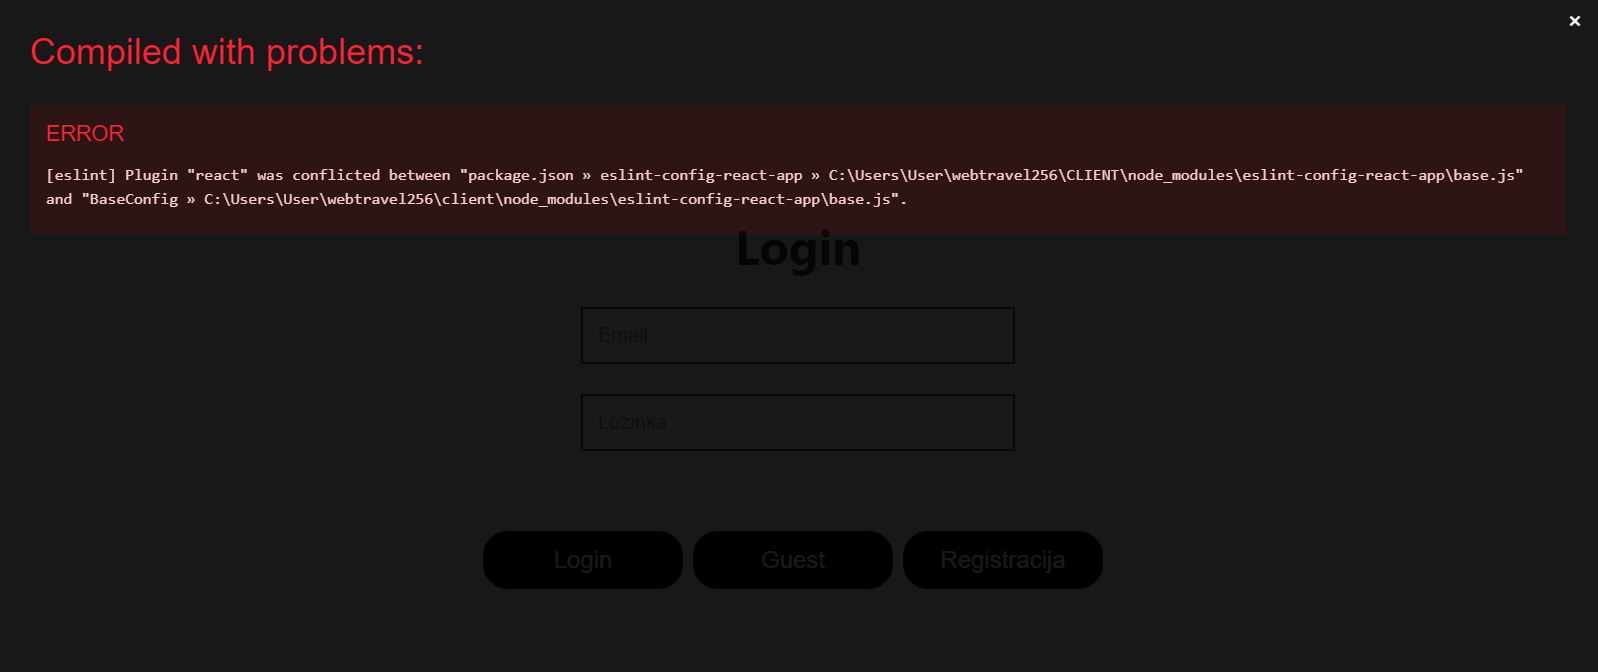 ×
Compiled with problems:
ERROR
[eslint] Plugin "react" was conflicted between "package.json » eslint-config-react-app » C:\Users\User\webtravel256\CLIENT\node_modules\eslint-config-react-app\base.js"
and "BaseConfig » C:\Users\User\webtravel256\client\node_modules\eslint-config-react-app\base.js".
Login
Email
Lozinka
Login Guest Registracija